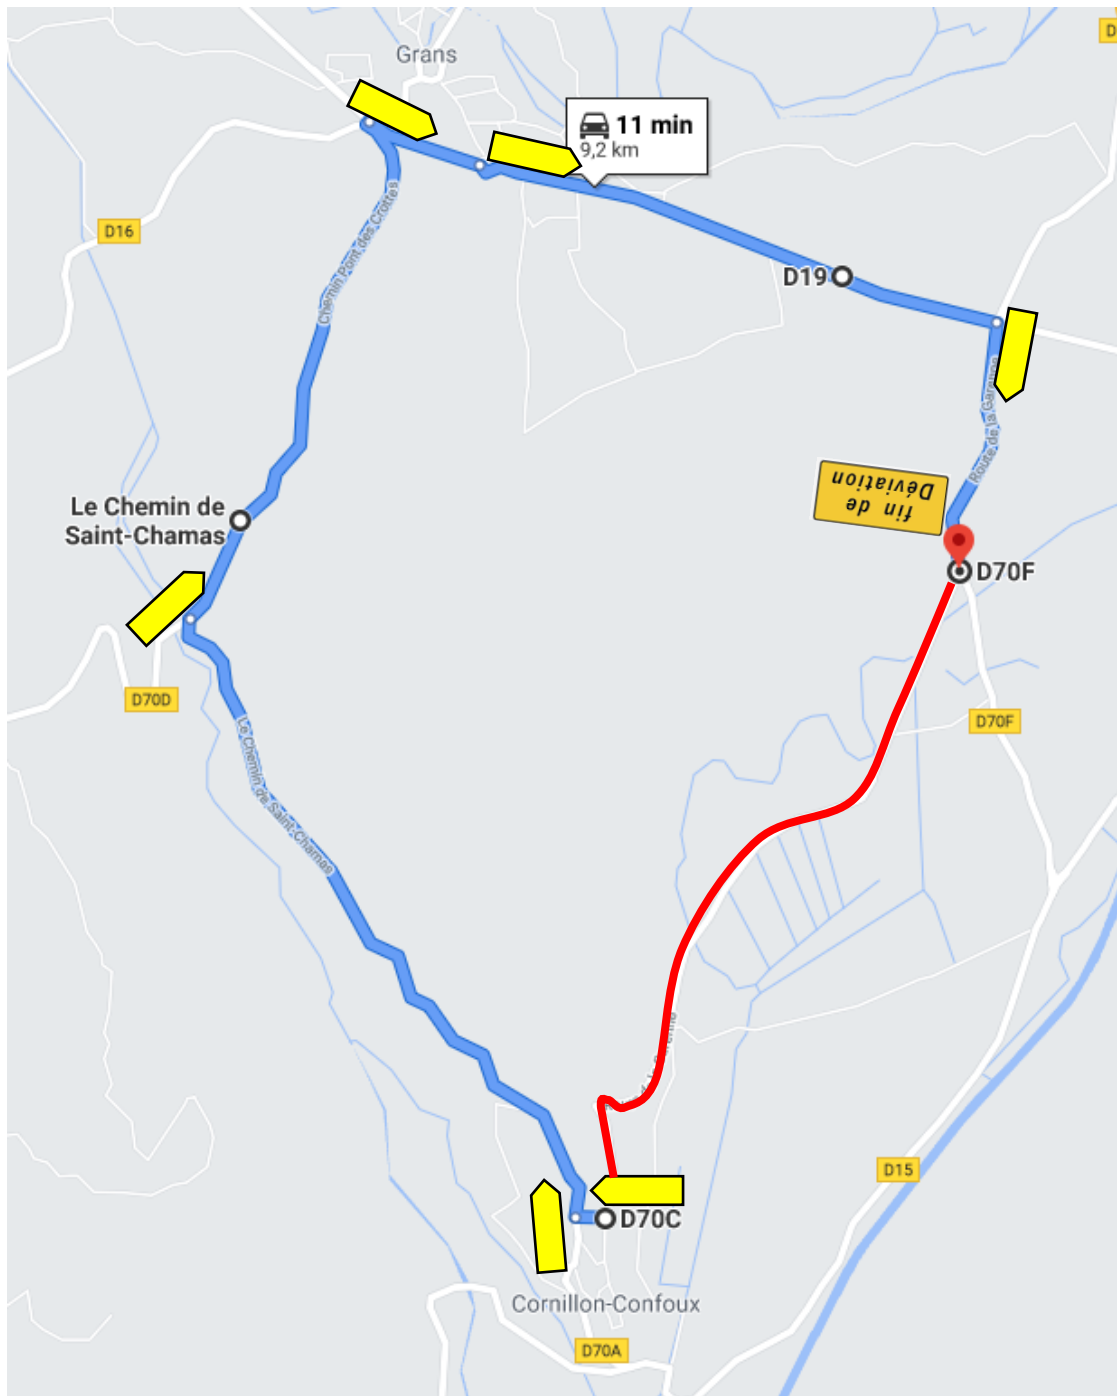 D
Grans
11 min
9,2 km
D16
Chemin Pont des Crottes
D19
Route de la Garenne
fin de
Déviation
Le Chemin de
Saint-Chamas
D70F
D70D
D70F
Le Chemin de Saint-Chamas
D15
D70C
Cornillon-Confoux
D70A